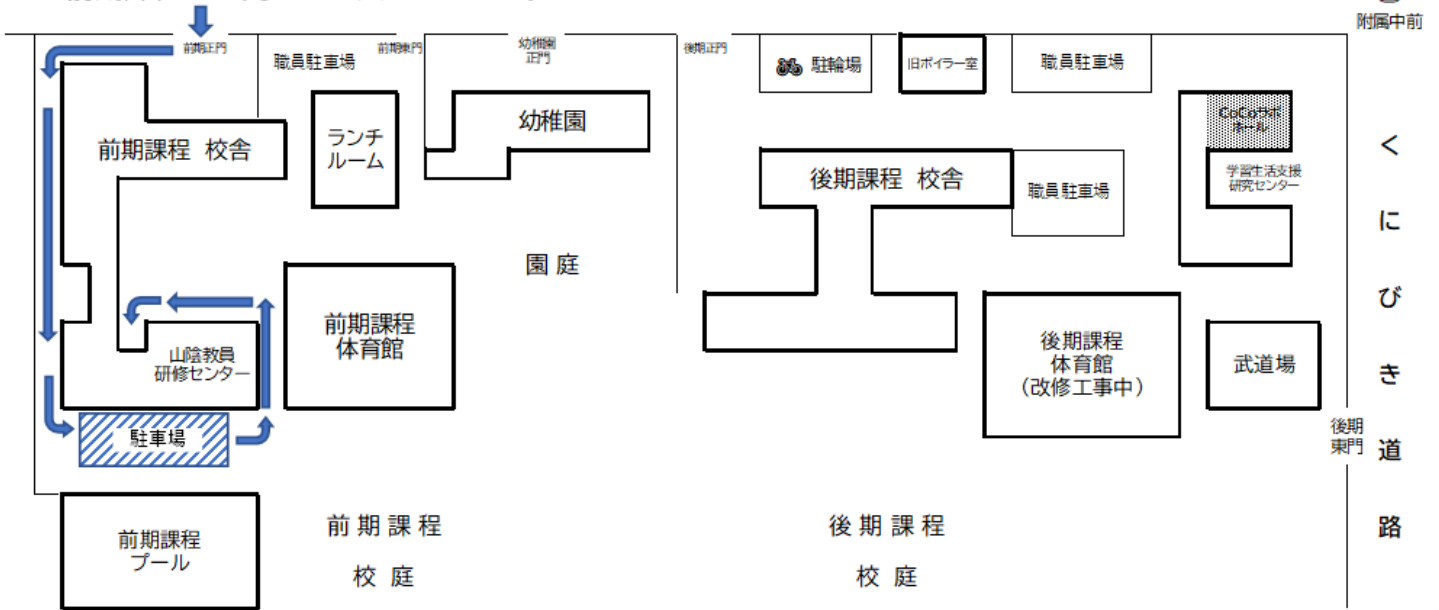 附属中前
前期正門
職員駐車場
前期東門
幼稚園
正門
後期正門
駐輪場
旧ボイラー室
職員駐車場
CoCoラボ
ホール
前期課程 校舎
ランチ
ルーム
幼稚園
後期課程 校舎
職員駐車場
学習生活支援
研究センター
園庭
前期課程
体育館
山陰教員
研修センター
後期課程
体育館
（改修工事中）
武道場
駐車場
後期
東門
くにびき道路
前期課程
プール
前期課程
校庭
後期課程
校庭